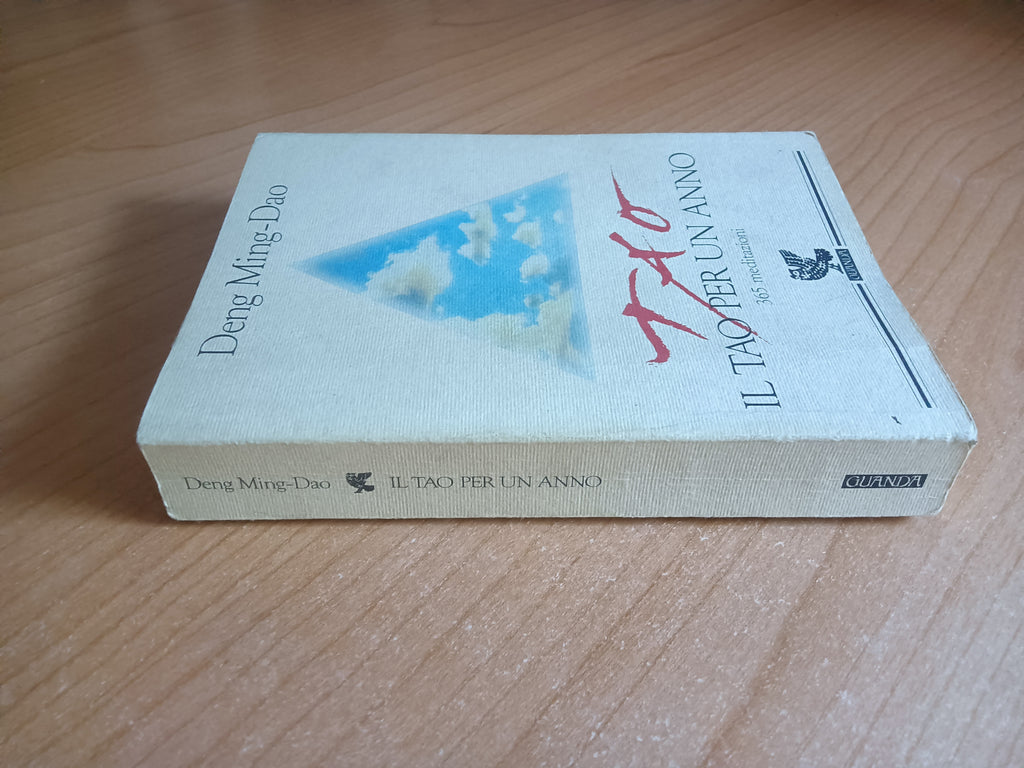 Deng Ming-Dao
TAO
IL TAO PER UN ANNO
365 meditazioni
GUANDA
Deng Ming-Dao IL TAO PER UN ANNO GUANDA